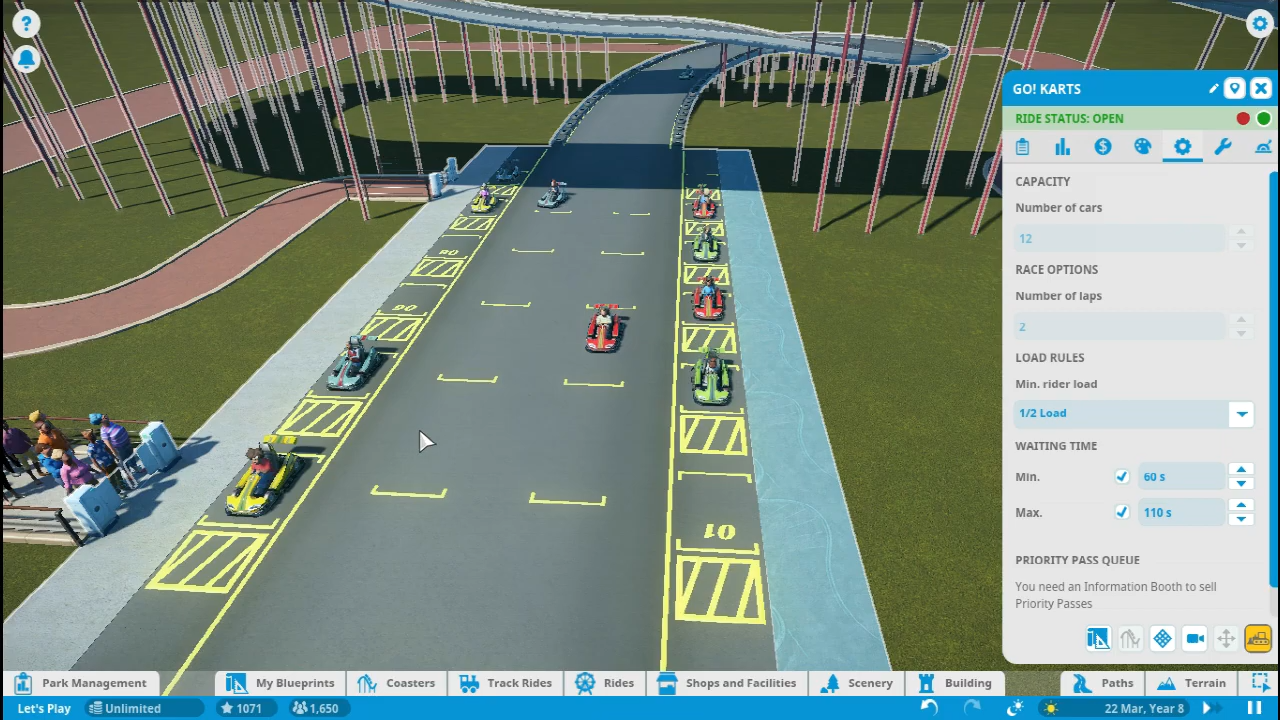 ?
GO! KARTS
RIDE STATUS: OPEN
CAPACITY
Number of cars
12
RACE OPTIONS
Number of laps
2
LOAD RULES
Min. rider load
1/2 Load
WAITING TIME
Min.
60 s
Max.
110 s
PRIORITY PASS QUEUE
You need an Information Booth to sell
Priority Passes
01
Park Management
My Blueprints
Coasters
Track Rides
Rides
Shops and Facilities
Scenery
Building
Paths
Terrain
Let's Play
Unlimited
1071
1,650
22 Mar, Year 8